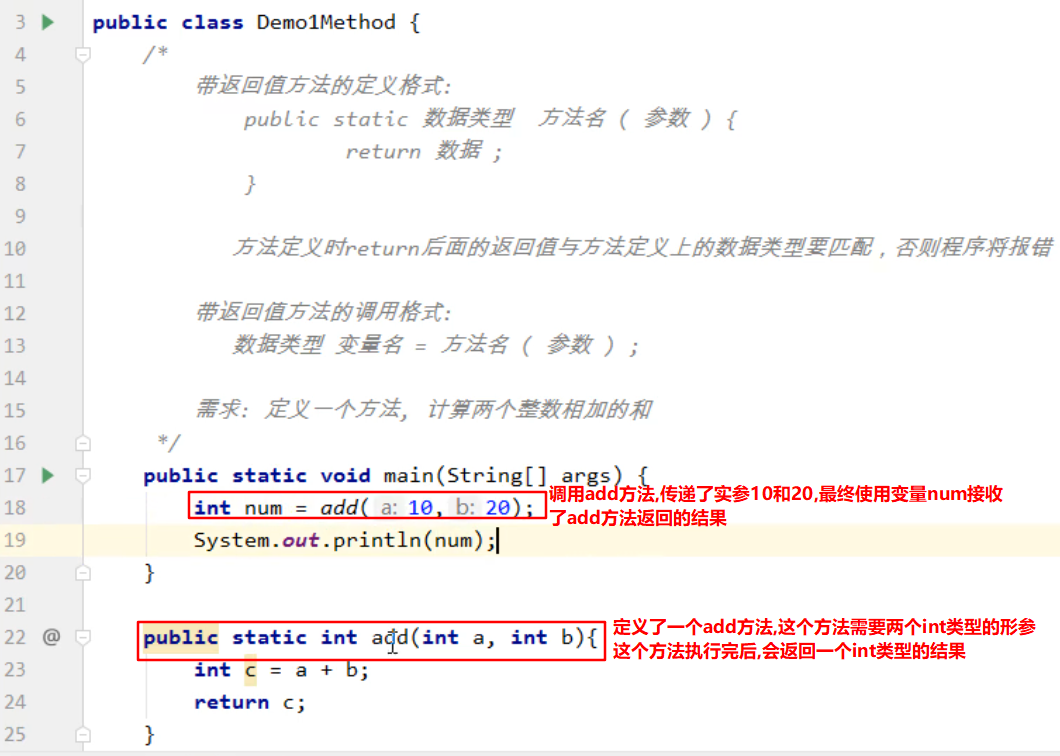 3 public class Demo1Method {
4 /*
5 带返回值方法的定义格式:
6 public static 数据类型 方法名 ( 参数 ) {
7 return 数据 ;
8 }
9
10 方法定义时return后面的返回值与方法定义上的数据类型要匹配，否则程序将报错
11
12 带返回值方法的调用格式:
13 数据类型 变量名 = 方法名 ( 参数 ) ;
14
15 需求: 定义一个方法, 计算两个整数相加的和
16 */
17 public static void main(String[] args) {
18 int num = add( a: 10, b: 20);
调用add方法,传递了实参10和20,最终使用变量num接收
了add方法返回的结果
19 System.out.println(num);
20 }
21
22 @ public static int add(int a, int b){
定义了一个add方法,这个方法需要两个int类型的形参
这个方法执行完后,会返回一个int类型的结果
23 int c = a + b;
24 return c;
25 }